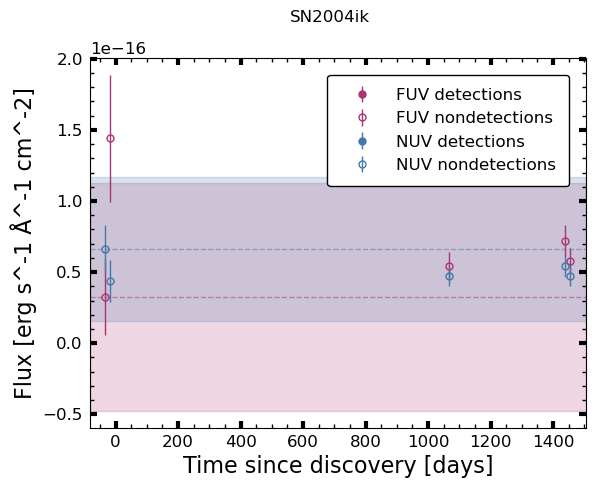 SN2004ik
1e−16
2.0
1.5
1.0
0.5
0.0
−0.5
Flux [erg s^-1 Å^-1 cm^-2]
FUV detections
FUV nondetections
NUV detections
NUV nondetections
0 200 400 600 800 1000 1200 1400
Time since discovery [days]